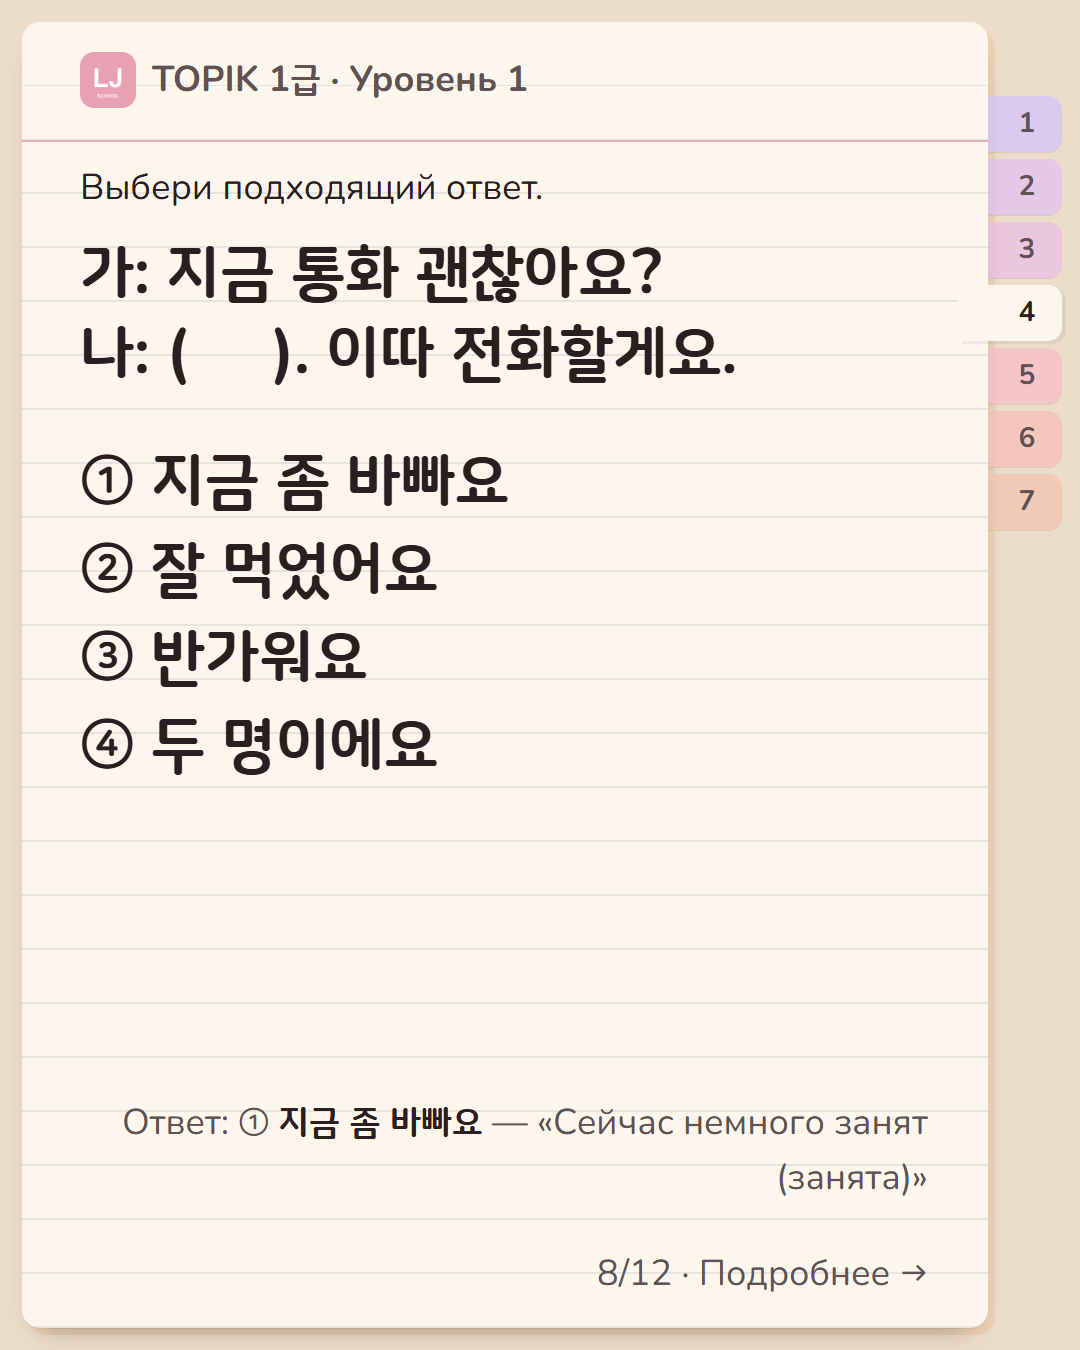 LJ
SCHOOL
TOPIK 1급 · Уровень 1
Выбери подходящий ответ.
가: 지금 통화 괜찮아요?
나: ( ). 이따 전화할게요.
① 지금 좀 바빠요
② 잘 먹었어요
③ 반가워요
④ 두 명이에요
Ответ: ① 지금 좀 바빠요 — «Сейчас немного занят
(занята)»
8/12 · Подробнее →
1
2
3
4
5
6
7